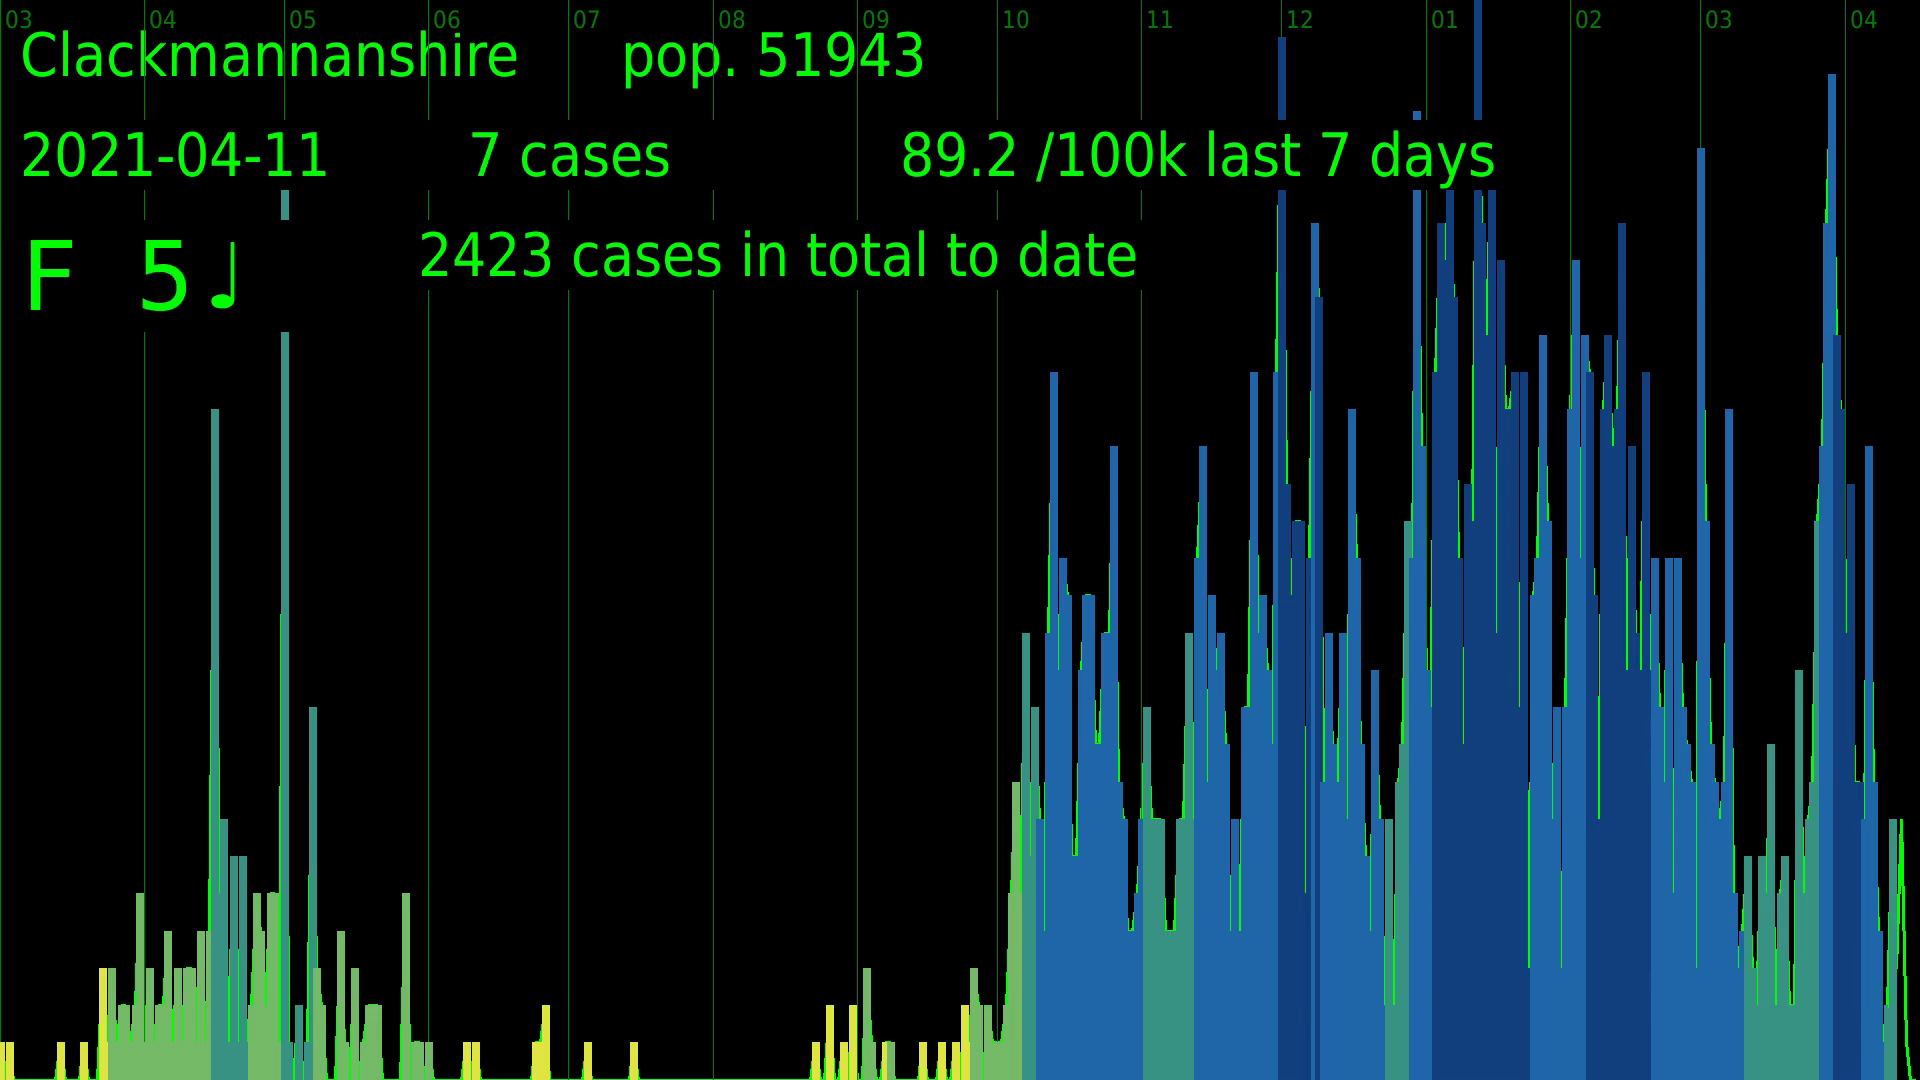 03 04 05 06 07 08 09 10 11 12 01 02 03 04
Clackmannanshire pop. 51943
2021-04-11 7 cases 89.2 /100k last 7 days
F 5♩ 2423 cases in total to date